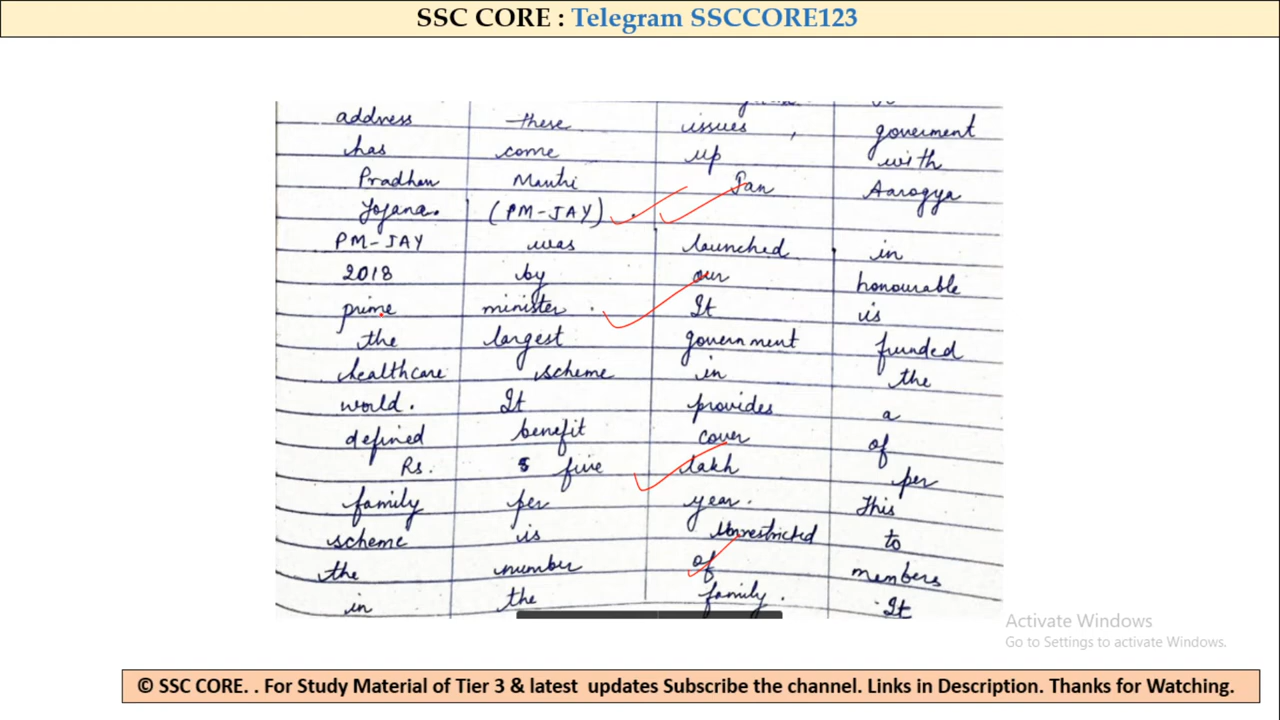 SSC CORE : Telegram SSCCORE123
address these issues , goverment
has come up with
Pradhan Mantri Jan Aarogya
Yojana. (PM-JAY) .
PM-JAY was launched in
2018 by our honourable
prime minister . It is
the largest government funded
healthcare scheme in the
world. It provides a
defined benefit cover of
Rs. five lakh per
family per year. This
scheme is Unrestricted to
the number of members
in the family. It
Activate Windows
Go to Settings to activate Windows.
© SSC CORE. . For Study Material of Tier 3 & latest updates Subscribe the channel. Links in Description. Thanks for Watching.